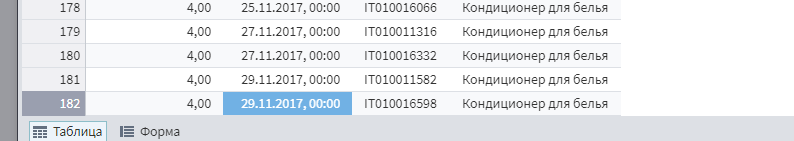 178 4,00 25.11.2017, 00:00 IT010016066 Кондиционер для белья
179 4,00 27.11.2017, 00:00 IT010011316 Кондиционер для белья
180 4,00 27.11.2017, 00:00 IT010016332 Кондиционер для белья
181 4,00 29.11.2017, 00:00 IT010011582 Кондиционер для белья
182 4,00 29.11.2017, 00:00 IT010016598 Кондиционер для белья
Таблица Форма